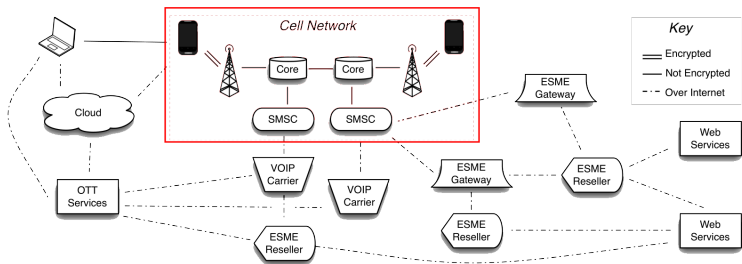 Cell Network
Key
Encrypted
Not Encrypted
Over Internet
Core
Core
ESME
Gateway
Cloud
SMSC
SMSC
Web
Services
VOIP
Carrier
ESME
Gateway
ESME
Reseller
OTT
Services
VOIP
Carrier
ESME
Reseller
ESME
Reseller
Web
Services